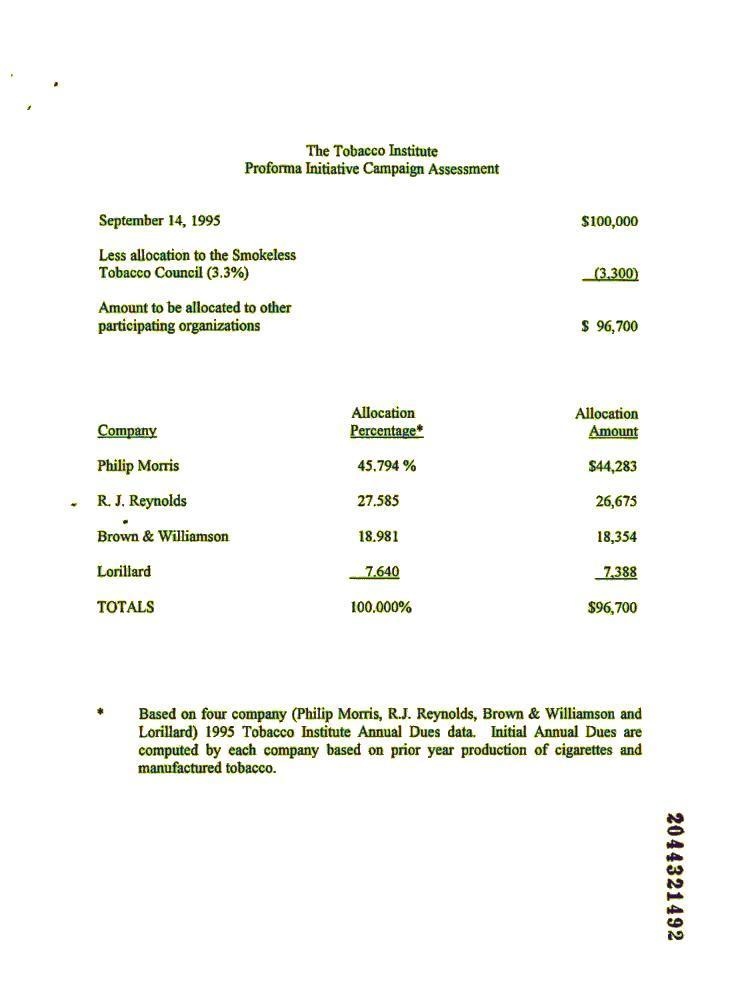 The Tobacco Institute
Proforma Initiative Campaign Assessment
September 14, 1995 $100,000
Less allocation to the Smokeless
Tobacco Council (3.3%) (3,300)
Amount to be allocated to other
participating organizations $ 96,700
Allocation Allocation
Company Percentage* Amount
Philip Morris 45.794 % $44,283
R. J. Reynolds 27.585 26,675
Brown & Williamson 18.981 18,354
Lorillard 7.640 7,388
TOTALS 100.000% $96,700
* Based on four company (Philip Morris, R.J. Reynolds, Brown & Williamson and
Lorillard) 1995 Tobacco Institute Annual Dues data. Initial Annual Dues are
computed by each company based on prior year production of cigarettes and
manufactured tobacco.
2044321492